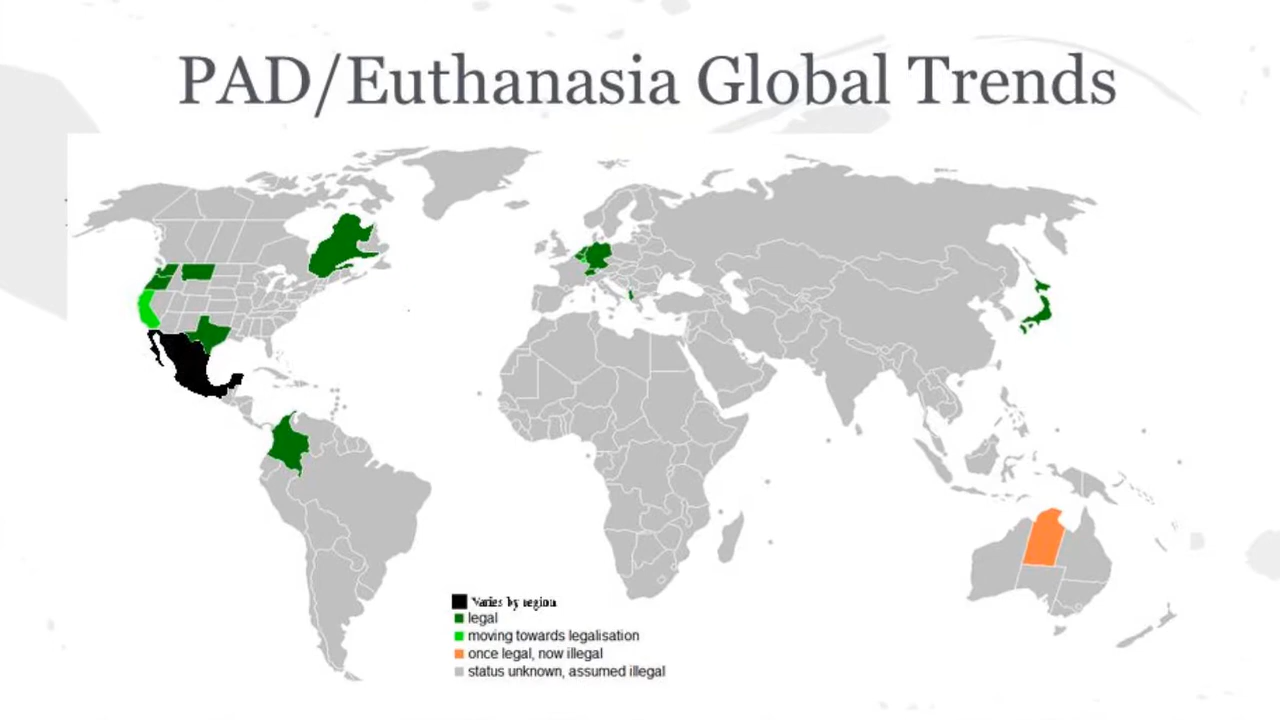 PAD/Euthanasia Global Trends
Varies by region
legal
moving towards legalisation
once legal, now illegal
status unknown, assumed illegal